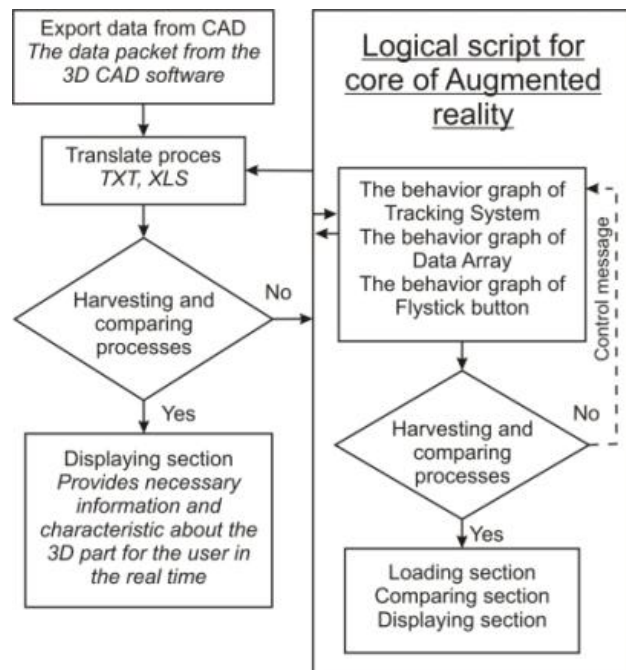 Export data from CAD
The data packet from the
3D CAD software
Translate proces
TXT, XLS
Harvesting and
comparing
processes
No
Yes
Displaying section
Provides necessary
information and
characteristic about the
3D part for the user in
the real time
Logical script for
core of Augmented
reality
The behavior graph of
Tracking System
The behavior graph of
Data Array
The behavior graph of
Flystick button
Control message
Harvesting and
comparing
processes
No
Yes
Loading section
Comparing section
Displaying section